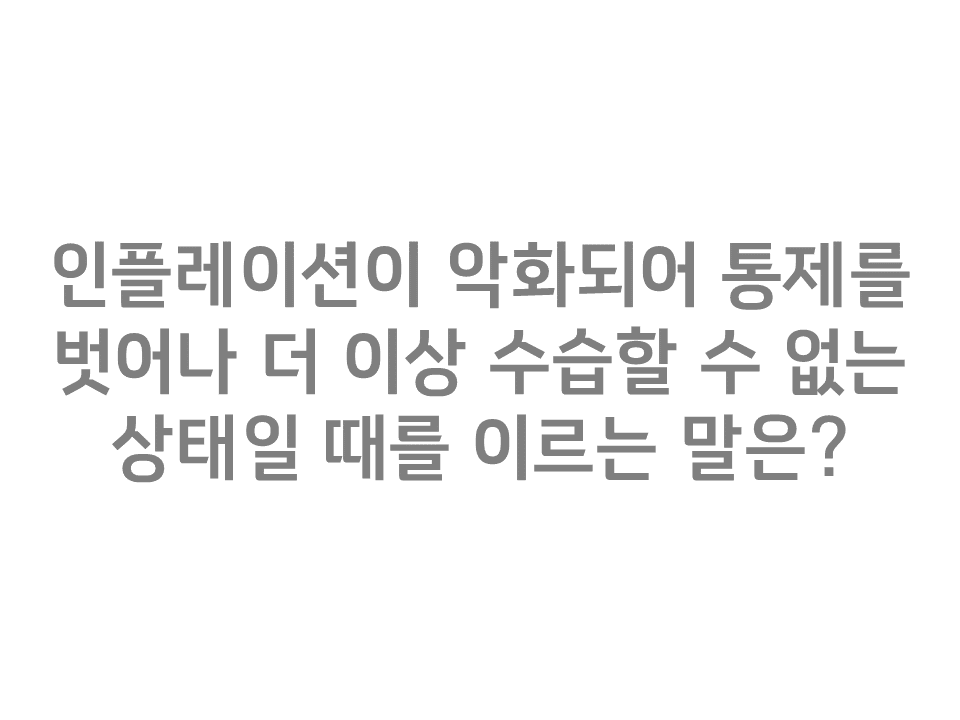 인플레이션이 악화되어 통제를
벗어나 더 이상 수습할 수 없는
상태일 때를 이르는 말은?